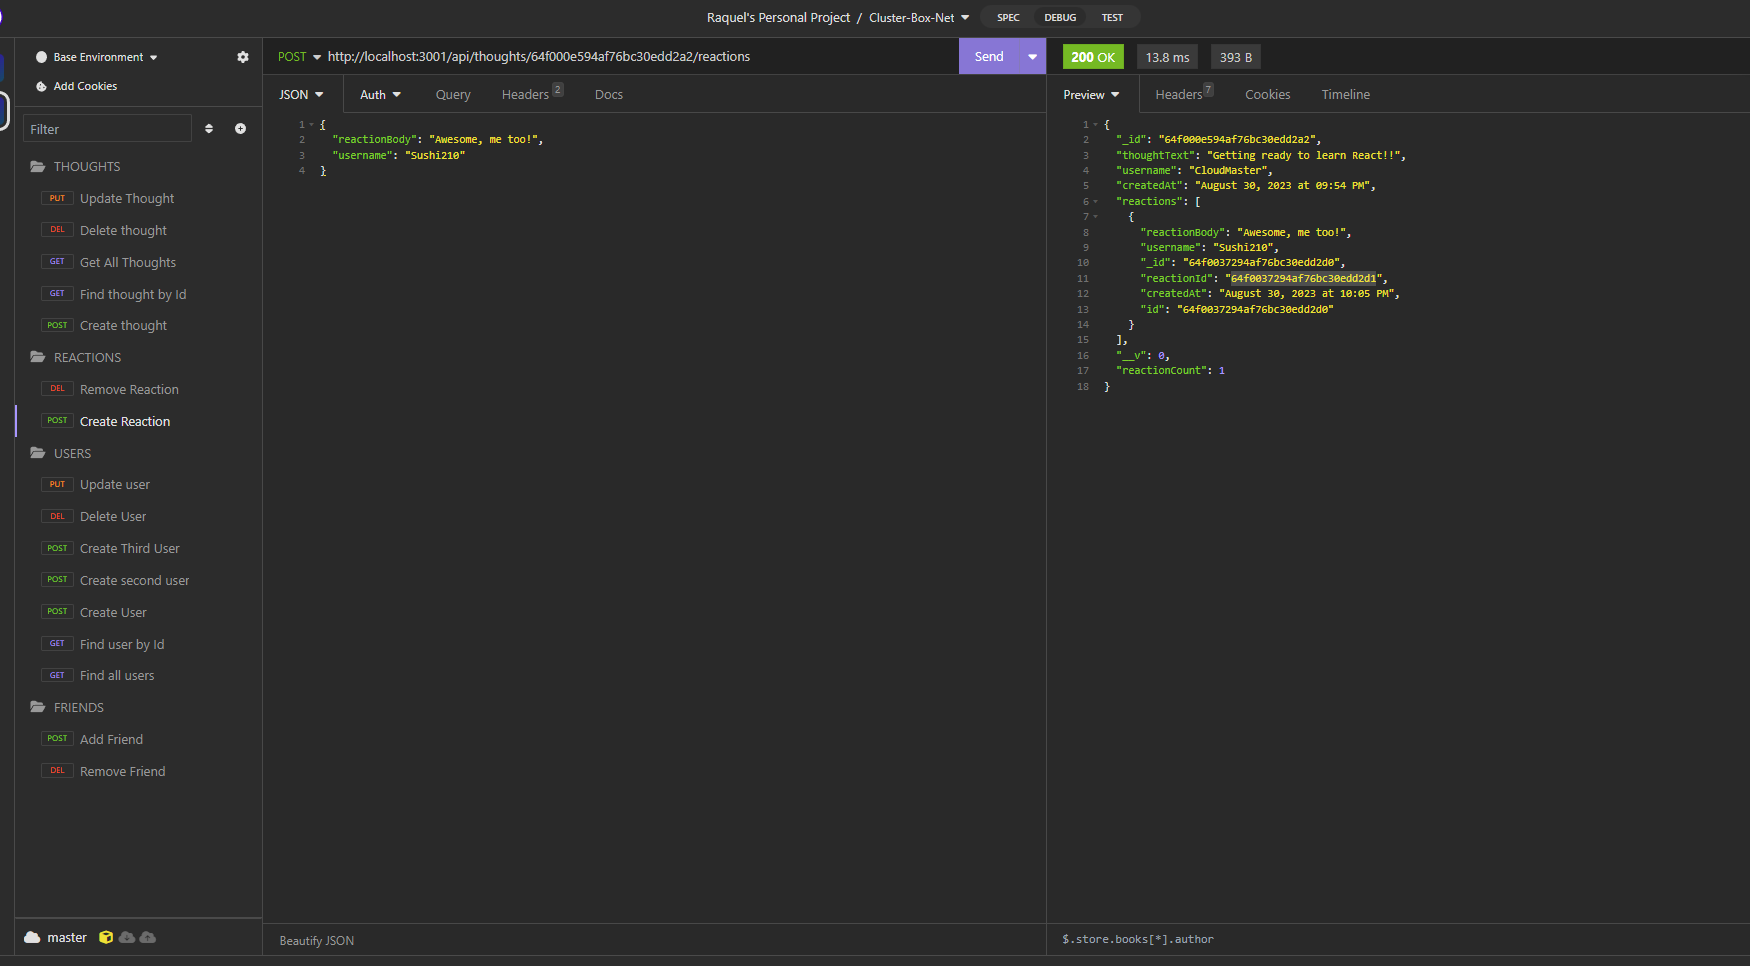 Raquel's Personal Project / Cluster-Box-Net
SPEC DEBUG TEST
Base Environment
Add Cookies
Filter
THOUGHTS
PUT Update Thought
DEL Delete thought
GET Get All Thoughts
GET Find thought by Id
POST Create thought
REACTIONS
DEL Remove Reaction
POST Create Reaction
USERS
PUT Update user
DEL Delete User
POST Create Third User
POST Create second user
POST Create User
GET Find user by Id
GET Find all users
FRIENDS
POST Add Friend
DEL Remove Friend
master
POST http://localhost:3001/api/thoughts/64f000e594af76bc30edd2a2/reactions Send
JSON Auth Query Headers 2 Docs
1 {
2 "reactionBody": "Awesome, me too!",
3 "username": "Sushi210"
4 }
Beautify JSON
200 OK 13.8 ms 393 B
Preview Headers 7 Cookies Timeline
1 {
2 "_id": "64f000e594af76bc30edd2a2",
3 "thoughtText": "Getting ready to learn React!!",
4 "username": "CloudMaster",
5 "createdAt": "August 30, 2023 at 09:54 PM",
6 "reactions": [
7 {
8 "reactionBody": "Awesome, me too!",
9 "username": "Sushi210",
10 "_id": "64f0037294af76bc30edd2d0",
11 "reactionId": "64f0037294af76bc30edd2d1",
12 "createdAt": "August 30, 2023 at 10:05 PM",
13 "id": "64f0037294af76bc30edd2d0"
14 }
15 ],
16 "__v": 0,
17 "reactionCount": 1
18 }
$.store.books[*].author